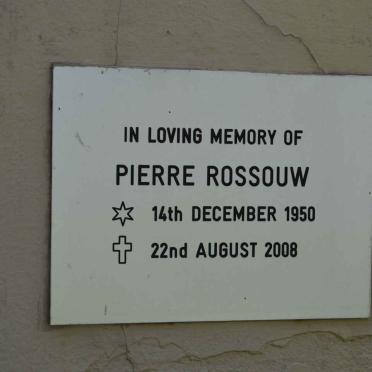 IN LOVING MEMORY OF
PIERRE ROSSOUW
14th DECEMBER 1950
22nd AUGUST 2008